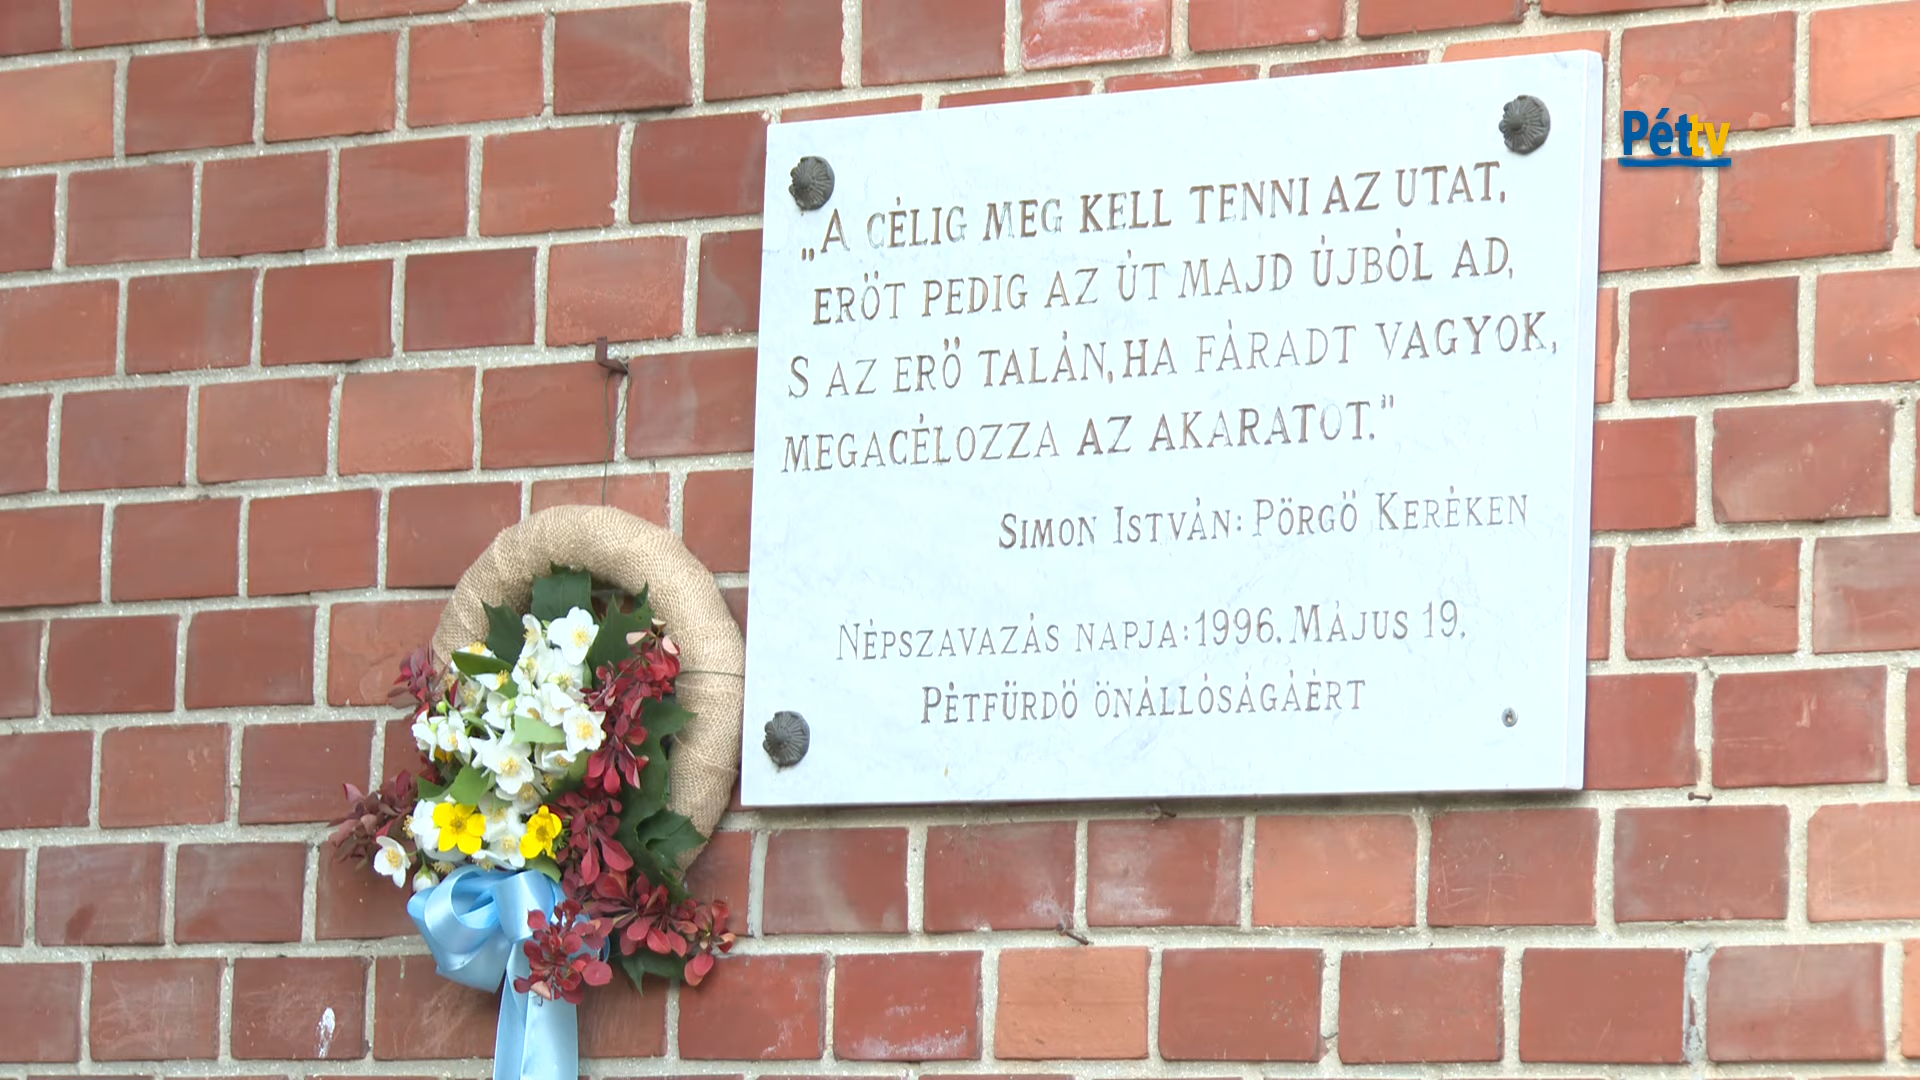 „A CÉLIG MEG KELL TENNI AZ UTAT,
ERŐT PEDIG AZ ÚT MAJD ÚJBÓL AD,
S AZ ERŐ TALÁN, HA FÁRADT VAGYOK,
MEGACÉLOZZA AZ AKARATOT."
SIMON ISTVÁN: PÖRGŐ KERÉKEN
NÉPSZAVAZÁS NAPJA: 1996. MÁJUS 19.
PÉTFÜRDŐ ÖNÁLLÓSÁGÁÉRT
Péttv